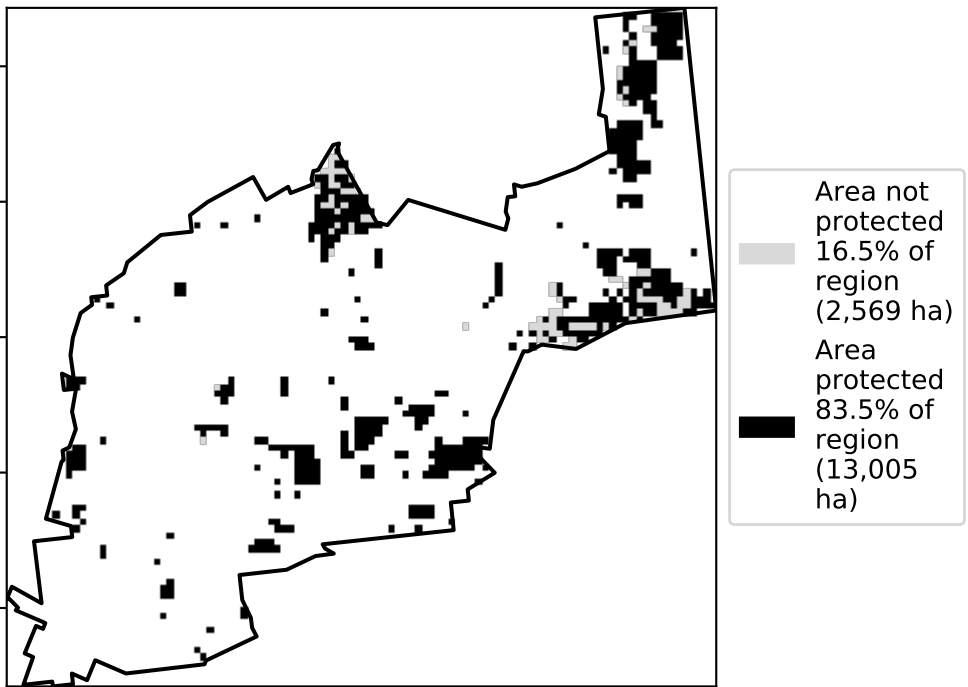 Area not
protected
16.5% of
region
(2,569 ha)
Area
protected
83.5% of
region
(13,005
ha)